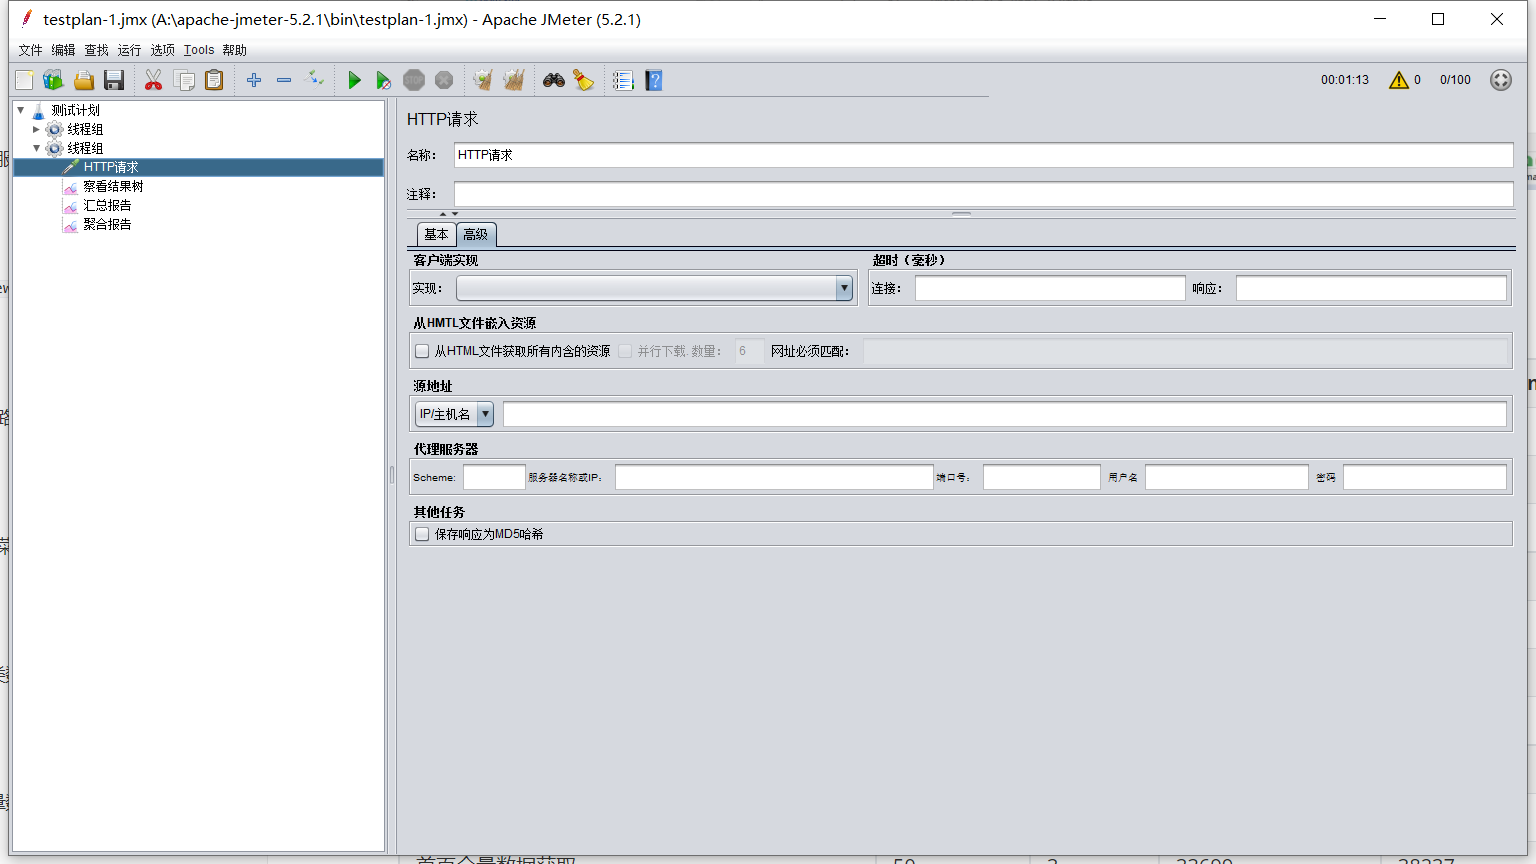 testplan-1.jmx (A:\apache-jmeter-5.2.1\bin\testplan-1.jmx) - Apache JMeter (5.2.1)
文件 编辑 查找 运行 选项 Tools 帮助
STOP
00:01:13 0 0/100
测试计划
线程组
线程组
HTTP请求
察看结果树
汇总报告
聚合报告
HTTP请求
名称： HTTP请求
注释：
基本 高级
客户端实现 超时（毫秒）
实现： 连接： 响应：
从HMTL文件嵌入资源
从HTML文件获取所有内含的资源 并行下载. 数量： 6 网址必须匹配：
源地址
IP/主机名
代理服务器
Scheme: 服务器名称或IP： 端口号： 用户名 密码
其他任务
保存响应为MD5哈希